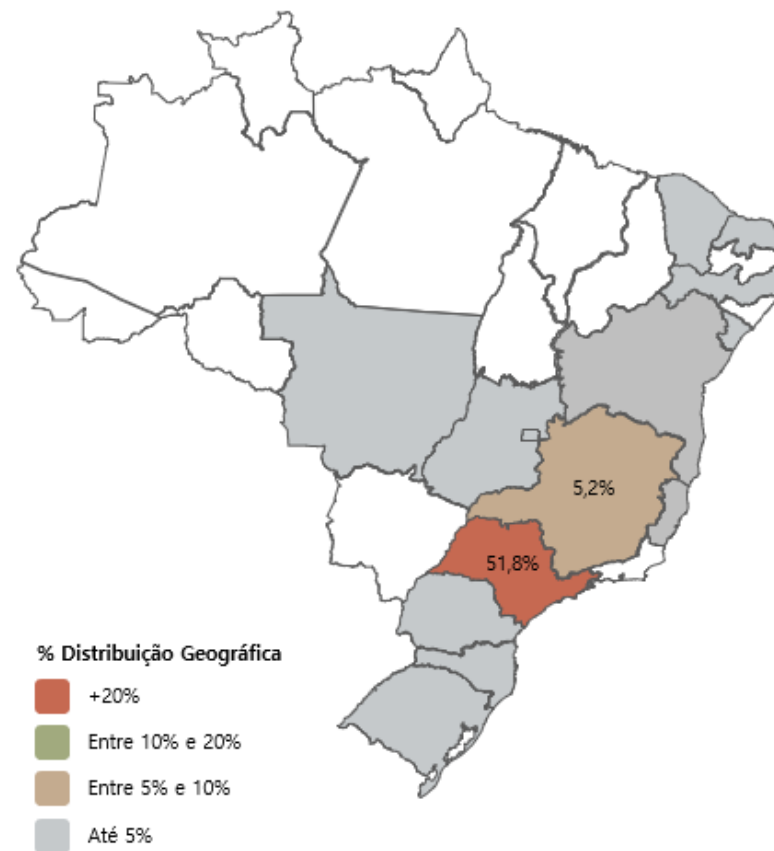 5,2%
51,8%
% Distribuição Geográfica
+20%
Entre 10% e 20%
Entre 5% e 10%
Até 5%